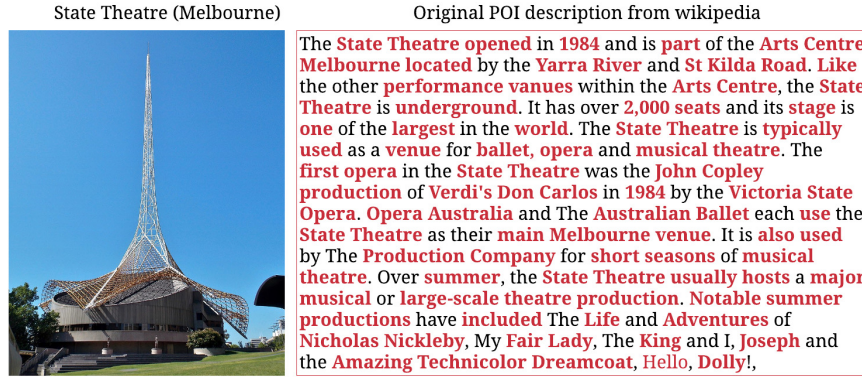 State Theatre (Melbourne)
Original POI description from wikipedia
The State Theatre opened in 1984 and is part of the Arts Centre
Melbourne located by the Yarra River and St Kilda Road. Like
the other performance vanues within the Arts Centre, the State
Theatre is underground. It has over 2,000 seats and its stage is
one of the largest in the world. The State Theatre is typically
used as a venue for ballet, opera and musical theatre. The
first opera in the State Theatre was the John Copley
production of Verdi's Don Carlos in 1984 by the Victoria State
Opera. Opera Australia and The Australian Ballet each use the
State Theatre as their main Melbourne venue. It is also used
by The Production Company for short seasons of musical
theatre. Over summer, the State Theatre usually hosts a major
musical or large-scale theatre production. Notable summer
productions have included The Life and Adventures of
Nicholas Nickleby, My Fair Lady, The King and I, Joseph and
the Amazing Technicolor Dreamcoat, Hello, Dolly!,